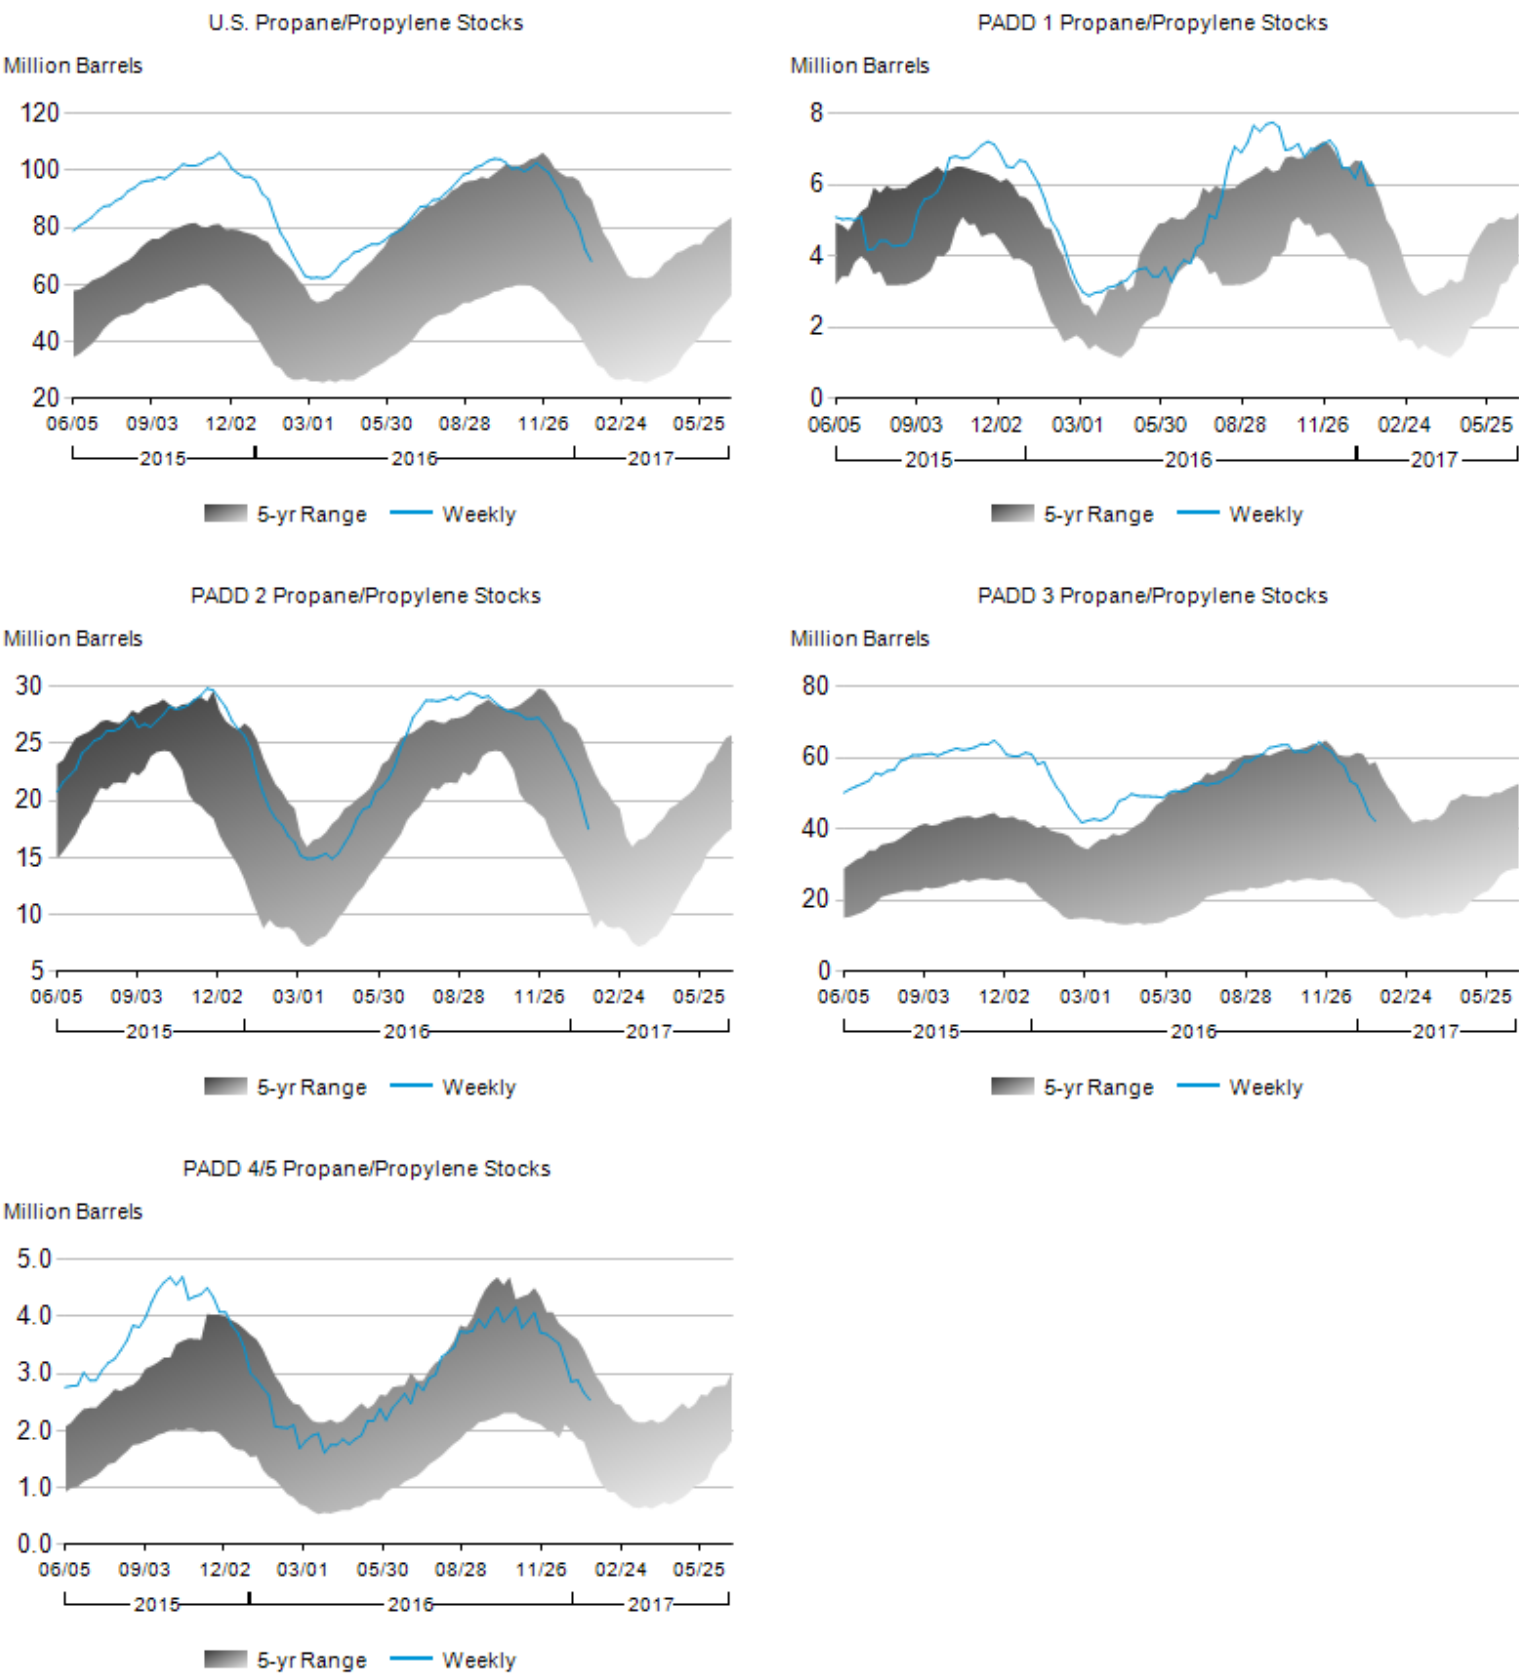 U.S. Propane/Propylene Stocks
Million Barrels
120
100
80
60
40
20
06/05 09/03 12/02 03/01 05/30 08/28 11/26 02/24 05/25
2015 2016 2017
5-yr Range Weekly
PADD 1 Propane/Propylene Stocks
Million Barrels
8
6
4
2
0
06/05 09/03 12/02 03/01 05/30 08/28 11/26 02/24 05/25
2015 2016 2017
5-yr Range Weekly
PADD 2 Propane/Propylene Stocks
Million Barrels
30
25
20
15
10
5
06/05 09/03 12/02 03/01 05/30 08/28 11/26 02/24 05/25
2015 2016 2017
5-yr Range Weekly
PADD 3 Propane/Propylene Stocks
Million Barrels
80
60
40
20
0
06/05 09/03 12/02 03/01 05/30 08/28 11/26 02/24 05/25
2015 2016 2017
5-yr Range Weekly
PADD 4/5 Propane/Propylene Stocks
Million Barrels
5.0
4.0
3.0
2.0
1.0
0.0
06/05 09/03 12/02 03/01 05/30 08/28 11/26 02/24 05/25
2015 2016 2017
5-yr Range Weekly